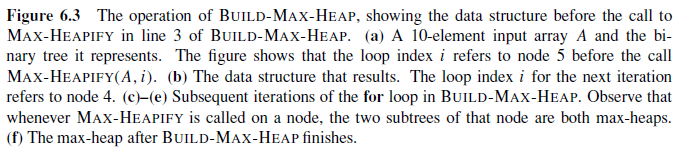 Figure 6.3 The operation of BUILD-MAX-HEAP, showing the data structure before the call to
MAX-HEAPIFY in line 3 of BUILD-MAX-HEAP. (a) A 10-element input array A and the bi-
nary tree it represents. The figure shows that the loop index i refers to node 5 before the call
MAX-HEAPIFY(A, i). (b) The data structure that results. The loop index i for the next iteration
refers to node 4. (c)–(e) Subsequent iterations of the for loop in BUILD-MAX-HEAP. Observe that
whenever MAX-HEAPIFY is called on a node, the two subtrees of that node are both max-heaps.
(f) The max-heap after BUILD-MAX-HEAP finishes.